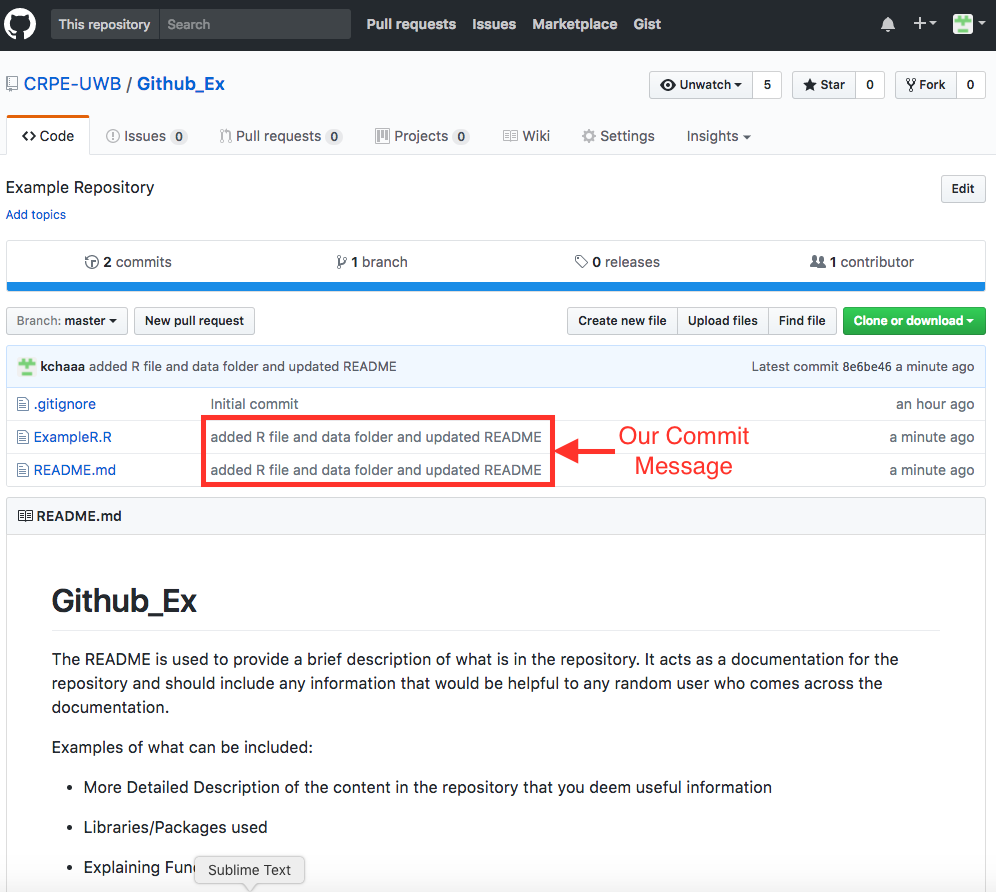 This repository Search Pull requests Issues Marketplace Gist
CRPE-UWB / Github_Ex Unwatch 5 Star 0 Fork 0
Code Issues 0 Pull requests 0 Projects 0 Wiki Settings Insights
Example Repository Edit
Add topics
2 commits 1 branch 0 releases 1 contributor
Branch: master New pull request Create new file Upload files Find file Clone or download
kchaaa added R file and data folder and updated README Latest commit 8e6be46 a minute ago
.gitignore Initial commit an hour ago
ExampleR.R added R file and data folder and updated README a minute ago
README.md added R file and data folder and updated README a minute ago
Our Commit
Message
README.md
Github_Ex
The README is used to provide a brief description of what is in the repository. It acts as a documentation for the
repository and should include any information that would be helpful to any random user who comes across the
documentation.
Examples of what can be included:
• More Detailed Description of the content in the repository that you deem useful information
• Libraries/Packages used
• Explaining
Sublime Text